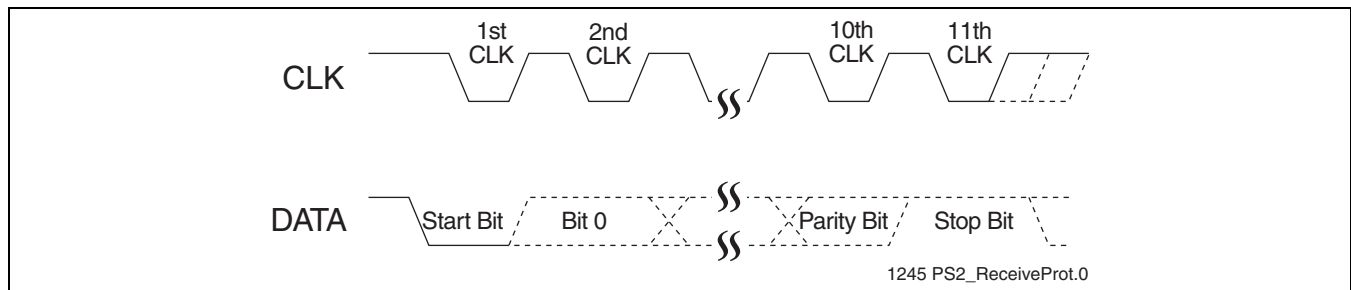 1st
CLK
2nd
CLK
10th
CLK
11th
CLK
CLK
DATA
Start Bit
Bit 0
Parity Bit
Stop Bit
1245 PS2_ReceiveProt.0